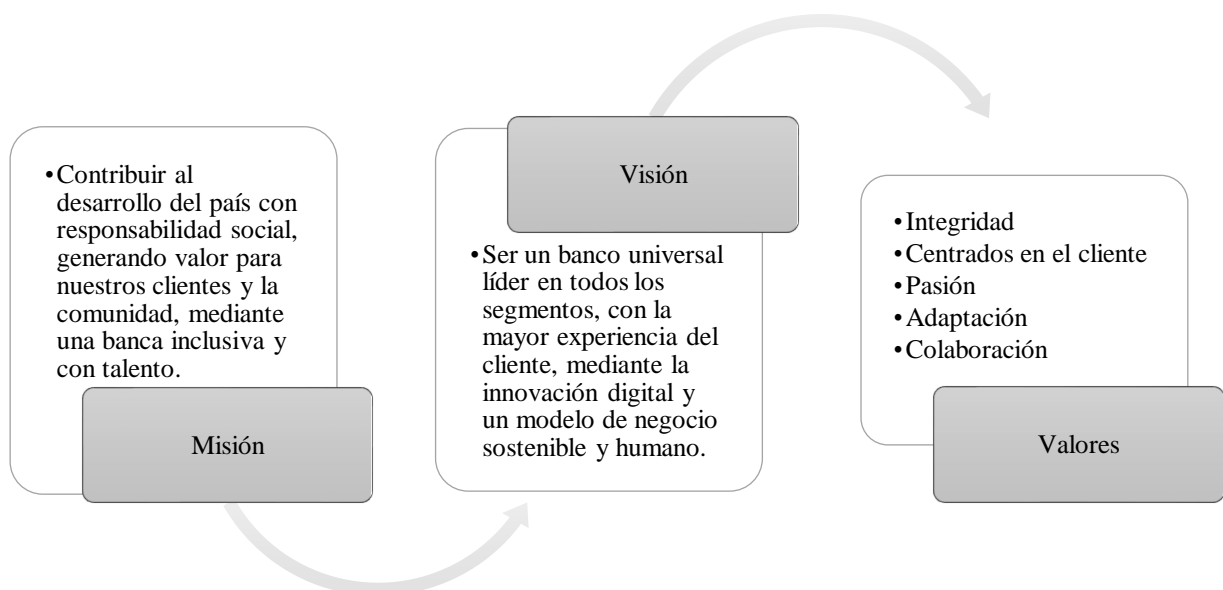 •Contribuir al
desarrollo del país con
responsabilidad social,
generando valor para
nuestros clientes y la
comunidad, mediante
una banca inclusiva y
con talento.
Misión
Visión
•Ser un banco universal
líder en todos los
segmentos, con la
mayor experiencia del
cliente, mediante la
innovación digital y
un modelo de negocio
sostenible y humano.
•Integridad
•Centrados en el cliente
•Pasión
•Adaptación
•Colaboración
Valores